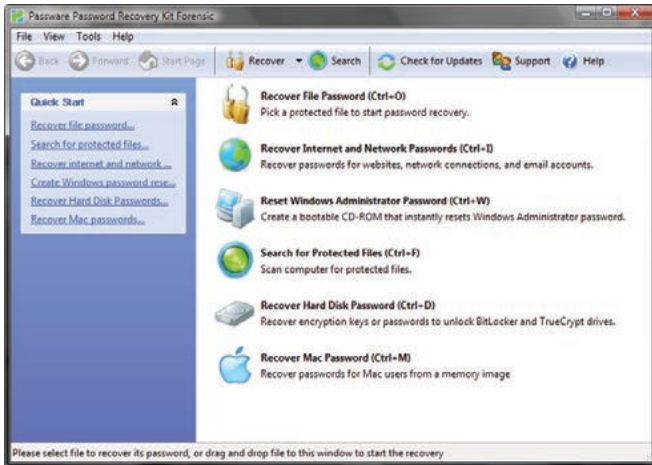 Passware Password Recovery Kit Forensic
File View Tools Help
Back Forward Start Page Recover Search Check for Updates Support Help
Quick Start
Recover file password...
Search for protected files...
Recover internet and network ...
Create Windows password rese...
Recover Hard Disk Passwords...
Recover Mac passwords...
Recover File Password (Ctrl+O)
Pick a protected file to start password recovery.
Recover Internet and Network Passwords (Ctrl+I)
Recover passwords for websites, network connections, and email accounts.
Reset Windows Administrator Password (Ctrl+W)
Create a bootable CD-ROM that instantly resets Windows Administrator password.
Search for Protected Files (Ctrl+F)
Scan computer for protected files.
Recover Hard Disk Password (Ctrl+D)
Recover encryption keys or passwords to unlock BitLocker and TrueCrypt drives.
Recover Mac Password (Ctrl+M)
Recover passwords for Mac users from a memory image
Please select file to recover its password, or drag and drop file to this window to start the recovery